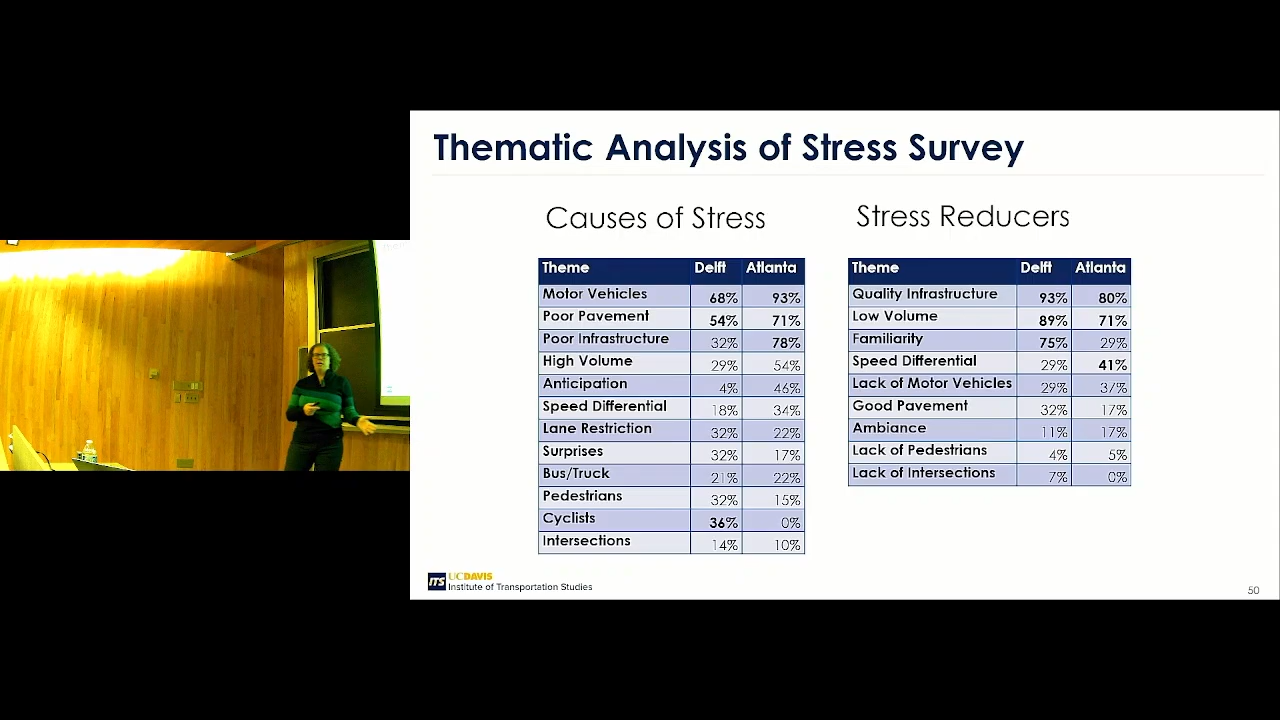 Thematic Analysis of Stress Survey
Causes of Stress
Theme Delft Atlanta
Motor Vehicles 68% 93%
Poor Pavement 54% 71%
Poor Infrastructure 32% 78%
High Volume 29% 54%
Anticipation 4% 46%
Speed Differential 18% 34%
Lane Restriction 32% 22%
Surprises 32% 17%
Bus/Truck 21% 22%
Pedestrians 32% 15%
Cyclists 36% 0%
Intersections 14% 10%
Stress Reducers
Theme Delft Atlanta
Quality Infrastructure 93% 80%
Low Volume 89% 71%
Familiarity 75% 29%
Speed Differential 29% 41%
Lack of Motor Vehicles 29% 37%
Good Pavement 32% 17%
Ambiance 11% 17%
Lack of Pedestrians 4% 5%
Lack of Intersections 7% 0%
ITS UCDAVIS
Institute of Transportation Studies
50